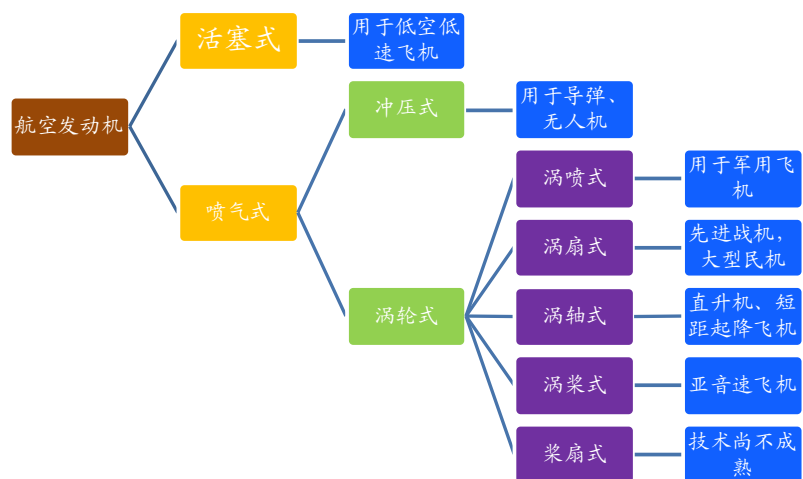 航空发动机
活塞式
用于低空低
速飞机
喷气式
冲压式
用于导弹、
无人机
涡轮式
涡喷式
用于军用飞
机
涡扇式
先进战机，
大型民机
涡轴式
直升机、短
距起降飞机
涡桨式
亚音速飞机
桨扇式
技术尚不成
熟